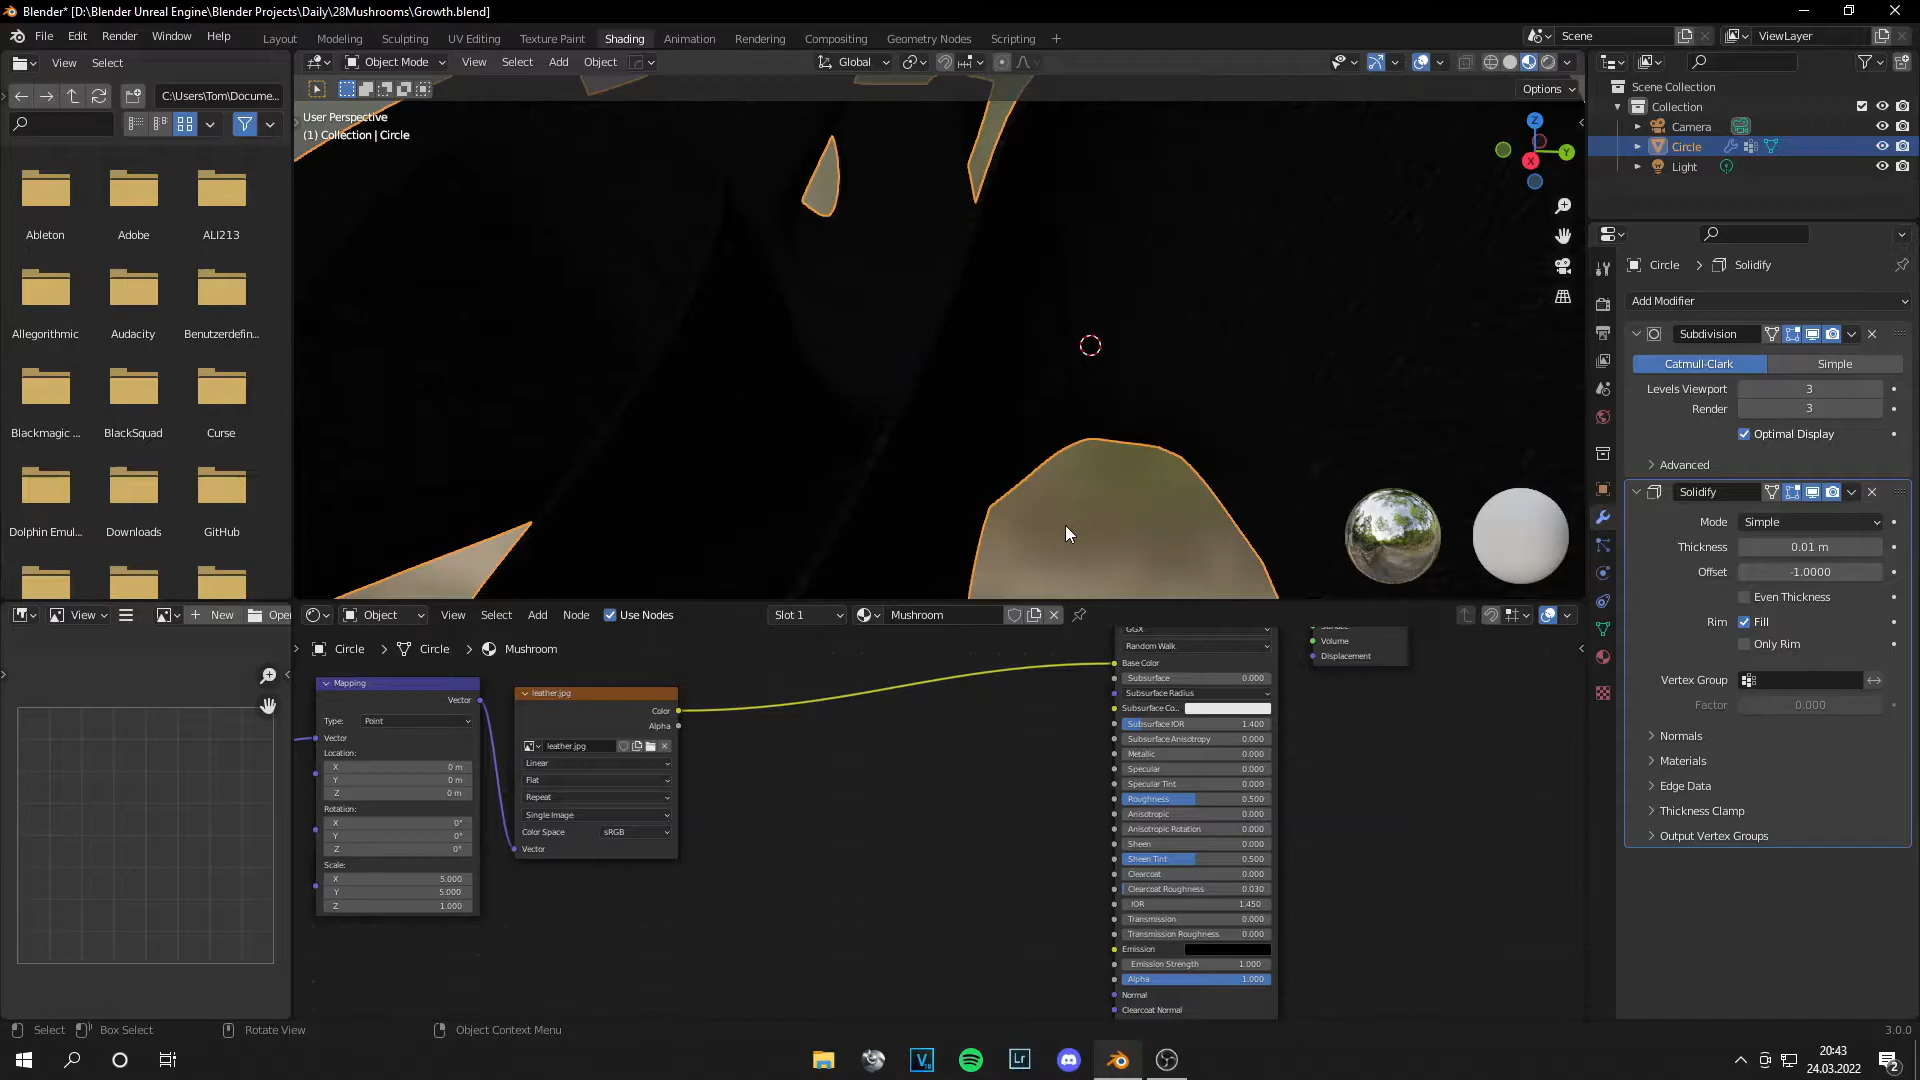 Blender* [D:\Blender Unreal Engine\Blender Projects\Daily\28Mushrooms\Growth.blend]
File Edit Render Window Help Layout Modeling Sculpting UV Editing Texture Paint Shading Animation Rendering Compositing Geometry Nodes Scripting + Scene ViewLayer
View Select Object Mode View Select Add Object Global
C:\Users\Tom\Docume... Options
User Perspective
(1) Collection | Circle
Ableton Adobe ALI213
Allegorithmic Audacity Benutzerdefin...
Blackmagic ... BlackSquad Curse
Dolphin Emul... Downloads GitHub
Z
Y
X
Scene Collection
Collection
Camera
Circle
Light
Circle > Solidify
Add Modifier
Subdivision
Catmull-Clark Simple
Levels Viewport 3
Render 3
Optimal Display
Advanced
Solidify
Mode Simple
Thickness 0.01 m
Offset -1.0000
Even Thickness
Rim Fill
Only Rim
Vertex Group
Factor 0.000
Normals
Materials
Edge Data
Thickness Clamp
Output Vertex Groups
View + New Open
Object View Select Add Node Use Nodes Slot 1 Mushroom
Circle > Circle > Mushroom
Mapping
Vector
Type: Point
Vector
Location:
X 0 m
Y 0 m
Z 0 m
Rotation:
X 0°
Y 0°
Z 0°
Scale:
X 5.000
Y 5.000
Z 1.000
leather.jpg
Color
Alpha
leather.jpg
Linear
Flat
Repeat
Single Image
Color Space sRGB
Vector
GGX
Random Walk
Base Color
Subsurface 0.000
Subsurface Radius
Subsurface Co..
Subsurface IOR 1.400
Subsurface Anisotropy 0.000
Metallic 0.000
Specular 0.000
Specular Tint 0.000
Roughness 0.500
Anisotropic 0.000
Anisotropic Rotation 0.000
Sheen 0.000
Sheen Tint 0.500
Clearcoat 0.000
Clearcoat Roughness 0.030
IOR 1.450
Transmission 0.000
Transmission Roughness 0.000
Emission
Emission Strength 1.000
Alpha 1.000
Normal
Clearcoat Normal
Volume
Displacement
Select Box Select Rotate View Object Context Menu 3.0.0
Lr
20:43
24.03.2022
2